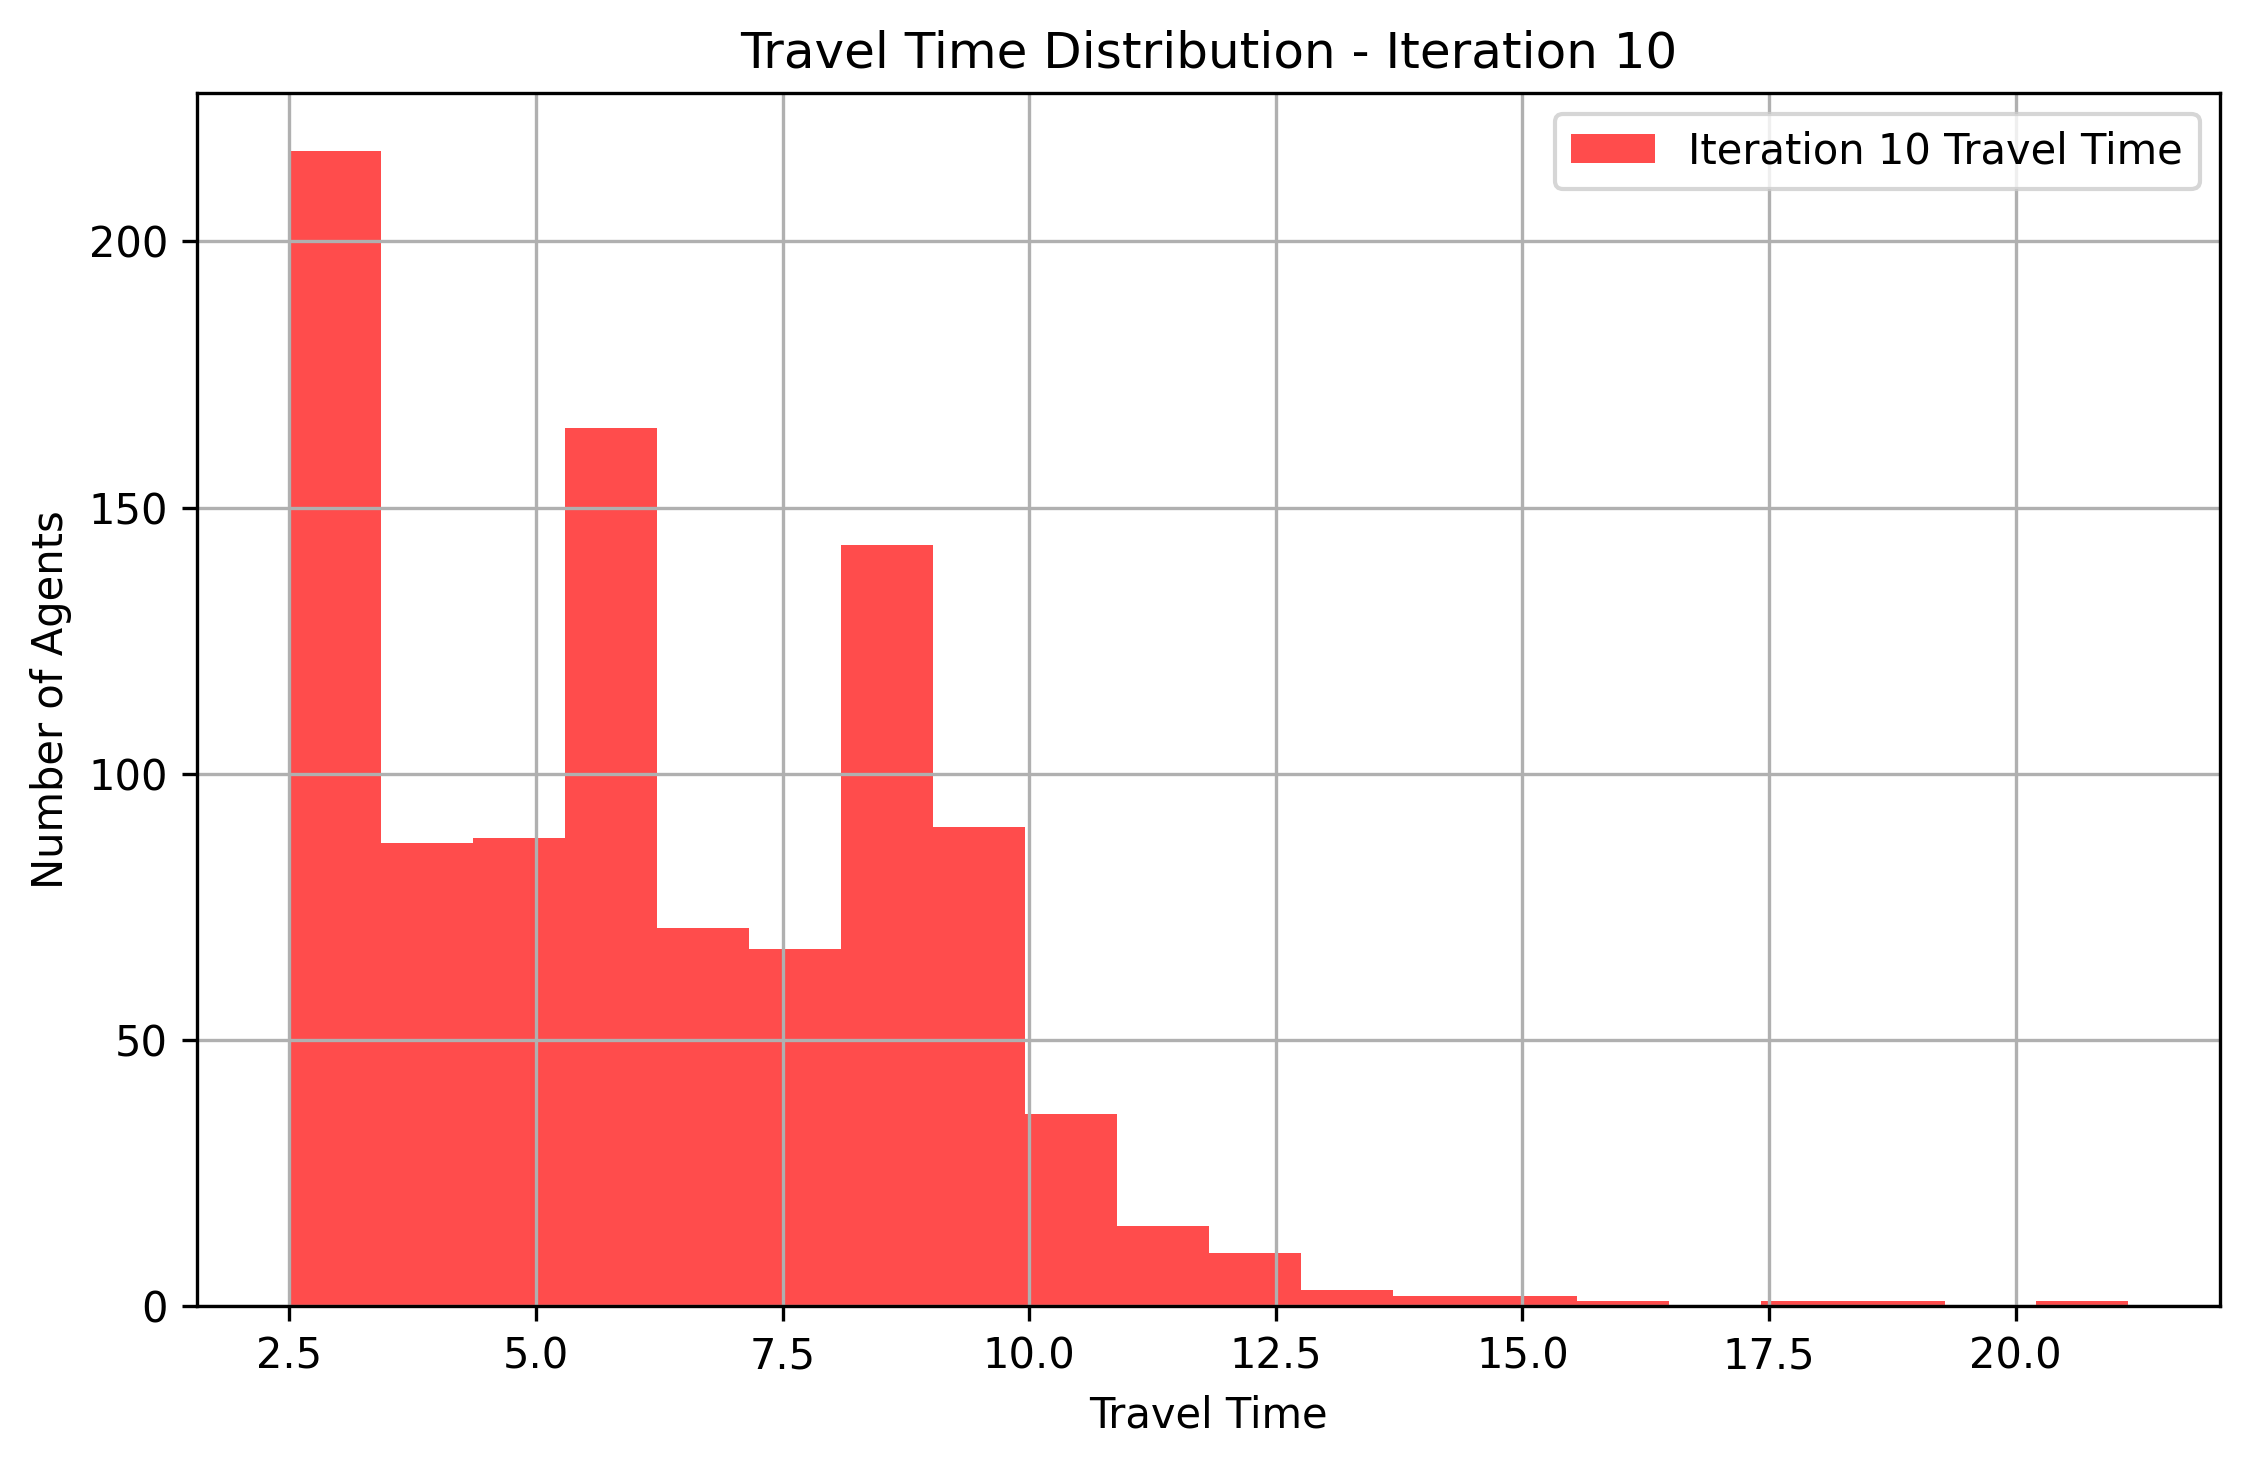 Travel Time Distribution - Iteration 10
Iteration 10 Travel Time
Number of Agents
200
150
100
50
0
2.5 5.0 7.5 10.0 12.5 15.0 17.5 20.0
Travel Time